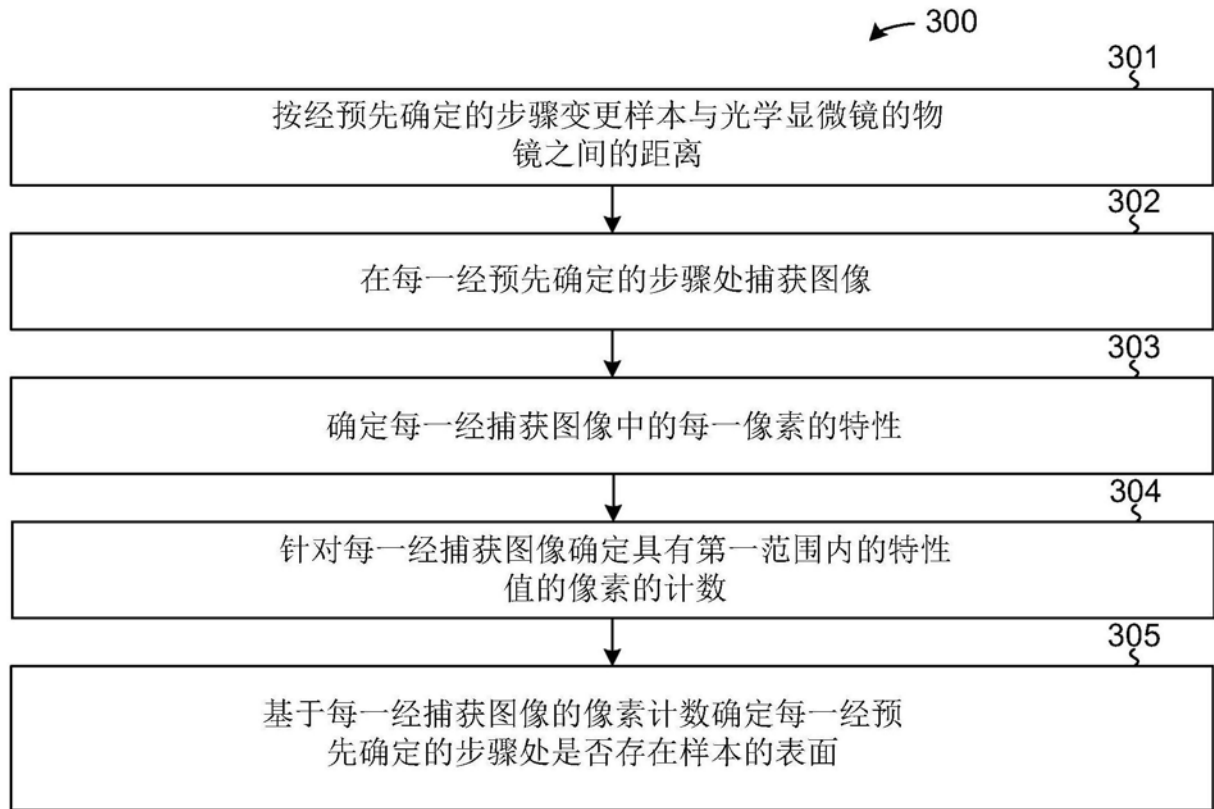 300
301
按经预先确定的步骤变更样本与光学显微镜的物
镜之间的距离
302
在每一经预先确定的步骤处捕获图像
303
确定每一经捕获图像中的每一像素的特性
304
针对每一经捕获图像确定具有第一范围内的特性
值的像素的计数
305
基于每一经捕获图像的像素计数确定每一经预
先确定的步骤处是否存在样本的表面